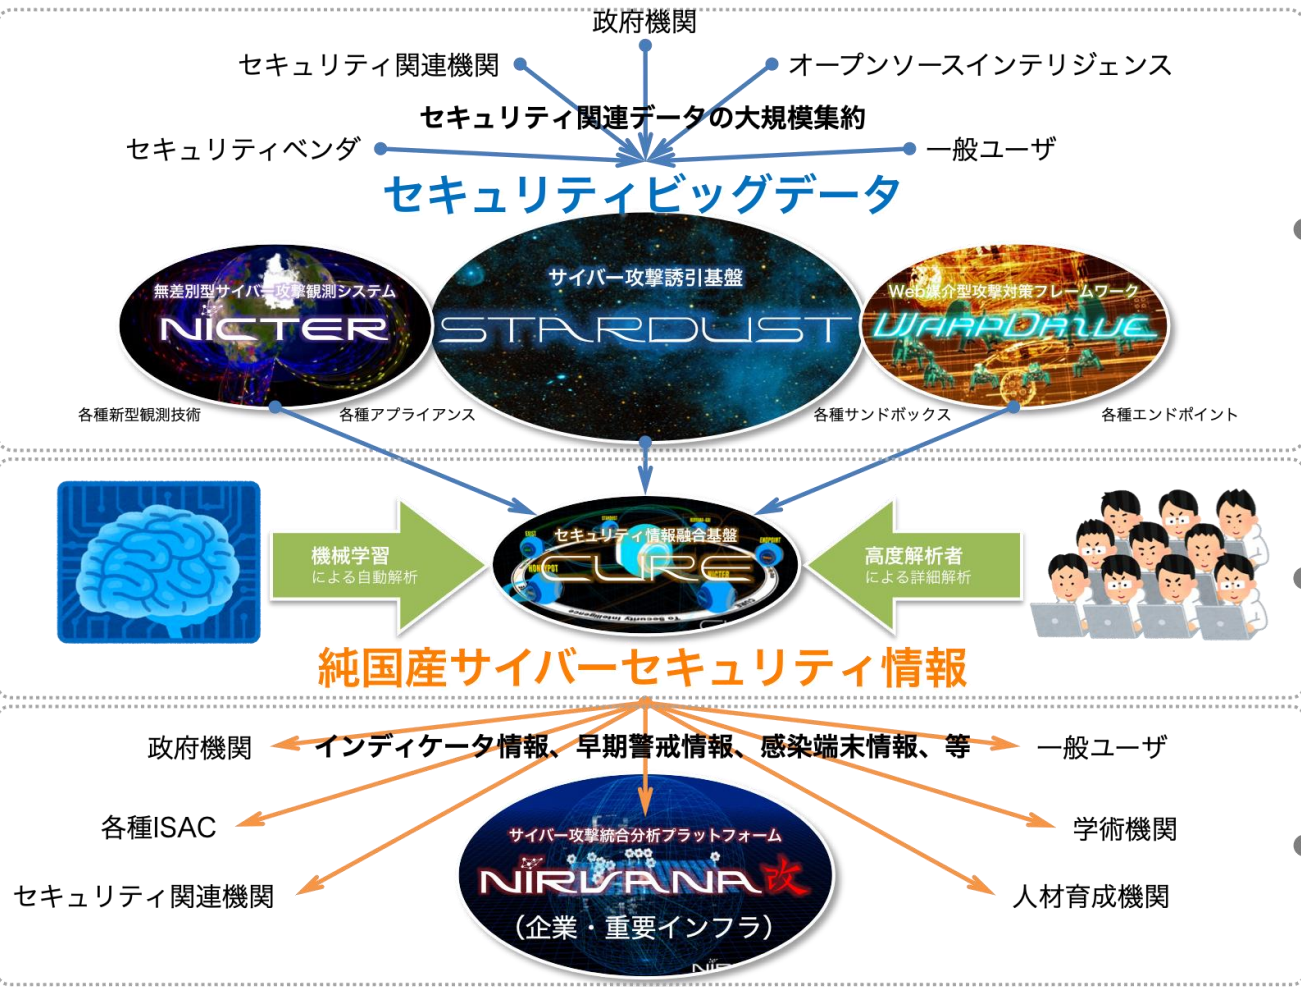 政府機関
セキュリティ関連機関
オープンソースインテリジェンス
セキュリティ関連データの大規模集約
セキュリティベンダ
一般ユーザ
セキュリティビッグデータ
無差別型サイバー攻撃観測システム
NICTER
サイバー攻撃誘引基盤
STARDUST
Web媒介型攻撃対策フレームワーク
WARPDRIVE
各種新型観測技術
各種アプライアンス
各種サンドボックス
各種エンドポイント
機械学習
による自動解析
セキュリティ情報融合基盤
CURE
HONEYPOT
NICTER
ENDPOINT
To Security Intelligence
高度解析者
による詳細解析
純国産サイバーセキュリティ情報
インディケータ情報、早期警戒情報、感染端末情報、等
政府機関
一般ユーザ
各種ISAC
学術機関
セキュリティ関連機関
人材育成機関
サイバー攻撃統合分析プラットフォーム
NIRVANA改
（企業・重要インフラ）